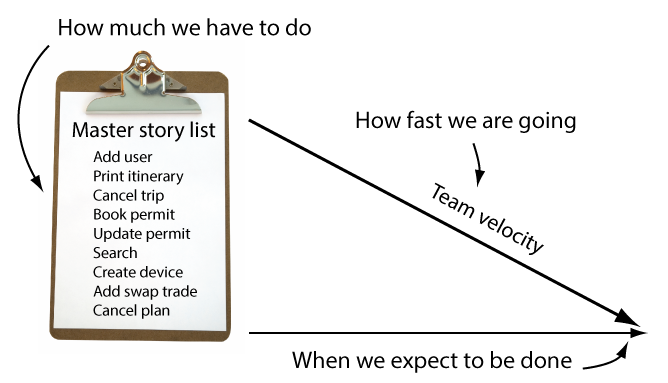 How much we have to do
Master story list
Add user
Print itinerary
Cancel trip
Book permit
Update permit
Search
Create device
Add swap trade
Cancel plan
How fast we are going
Team velocity
When we expect to be done